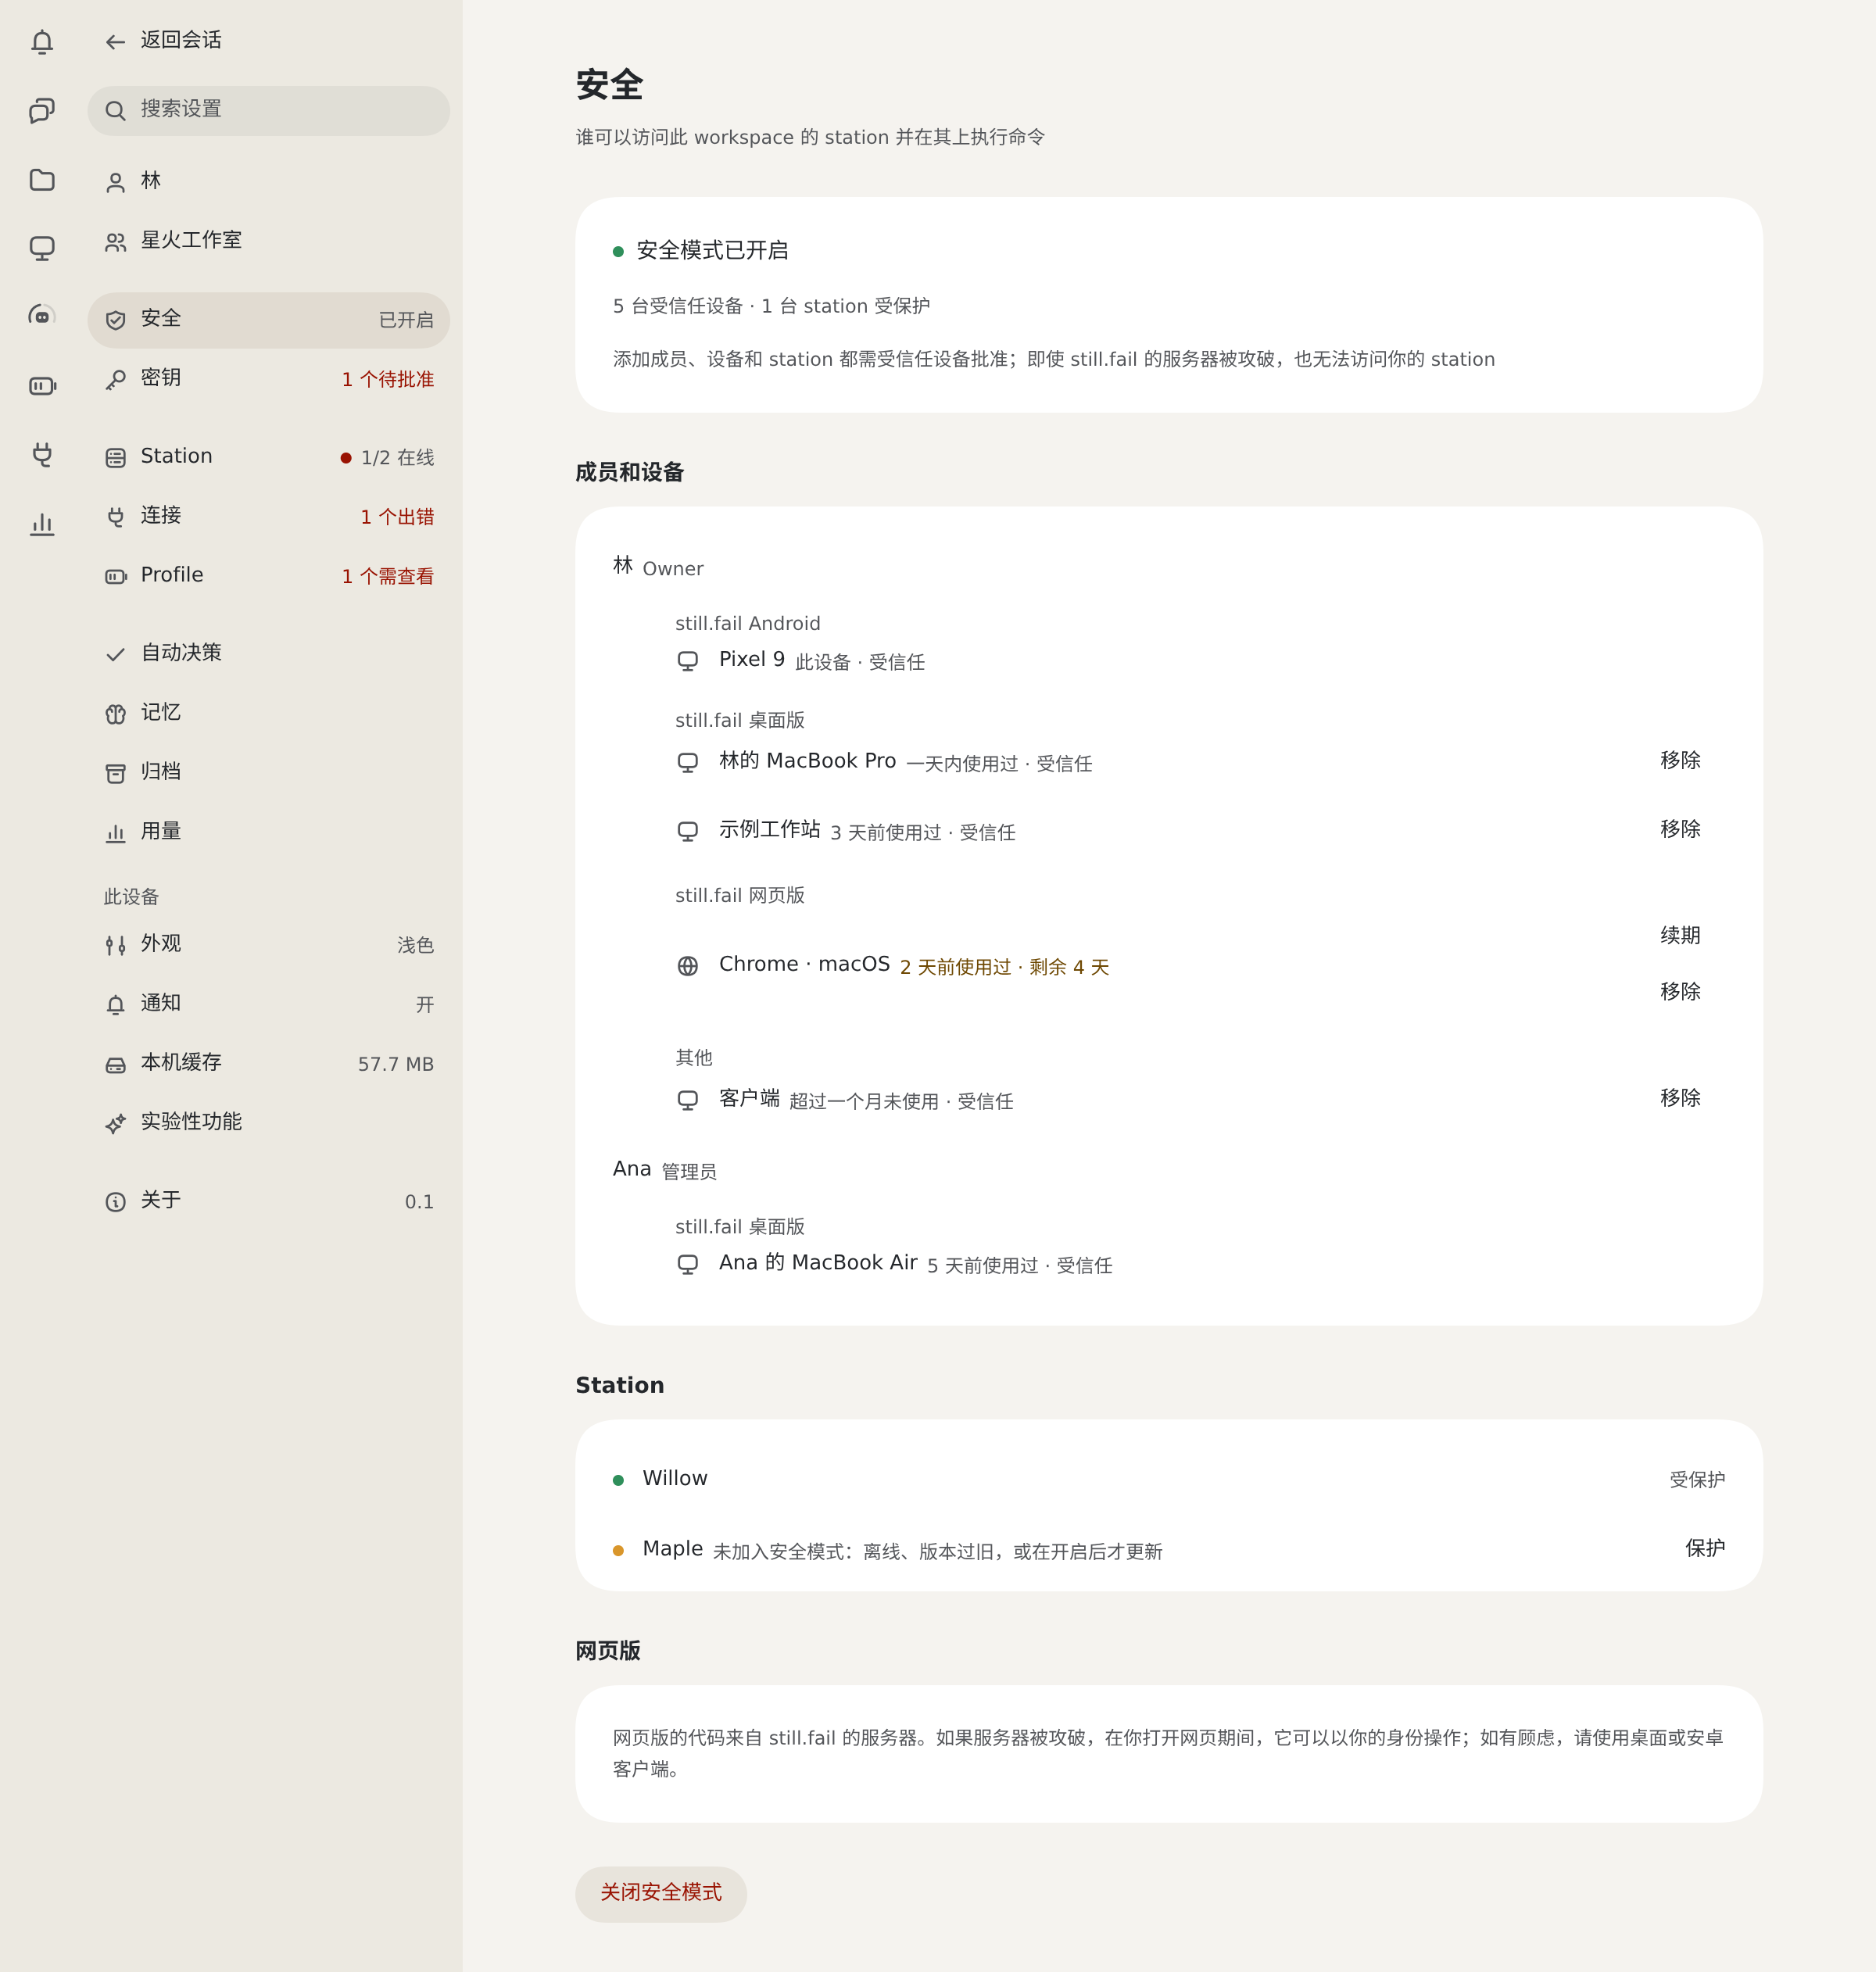 返回会话
搜索设置
林
星火工作室
安全 已开启
密钥 1 个待批准
Station 1/2 在线
连接 1 个出错
Profile 1 个需查看
自动决策
记忆
归档
用量
此设备
外观 浅色
通知 开
本机缓存 57.7 MB
实验性功能
关于 0.1
安全
谁可以访问此 workspace 的 station 并在其上执行命令
安全模式已开启
5 台受信任设备 · 1 台 station 受保护
添加成员、设备和 station 都需受信任设备批准；即使 still.fail 的服务器被攻破，也无法访问你的 station
成员和设备
林 Owner
still.fail Android
Pixel 9 此设备 · 受信任
still.fail 桌面版
林的 MacBook Pro 一天内使用过 · 受信任 移除
示例工作站 3 天前使用过 · 受信任 移除
still.fail 网页版
续期
Chrome · macOS 2 天前使用过 · 剩余 4 天
移除
其他
客户端 超过一个月未使用 · 受信任 移除
Ana 管理员
still.fail 桌面版
Ana 的 MacBook Air 5 天前使用过 · 受信任
Station
Willow 受保护
Maple 未加入安全模式：离线、版本过旧，或在开启后才更新 保护
网页版
网页版的代码来自 still.fail 的服务器。如果服务器被攻破，在你打开网页期间，它可以以你的身份操作；如有顾虑，请使用桌面或安卓
客户端。
关闭安全模式